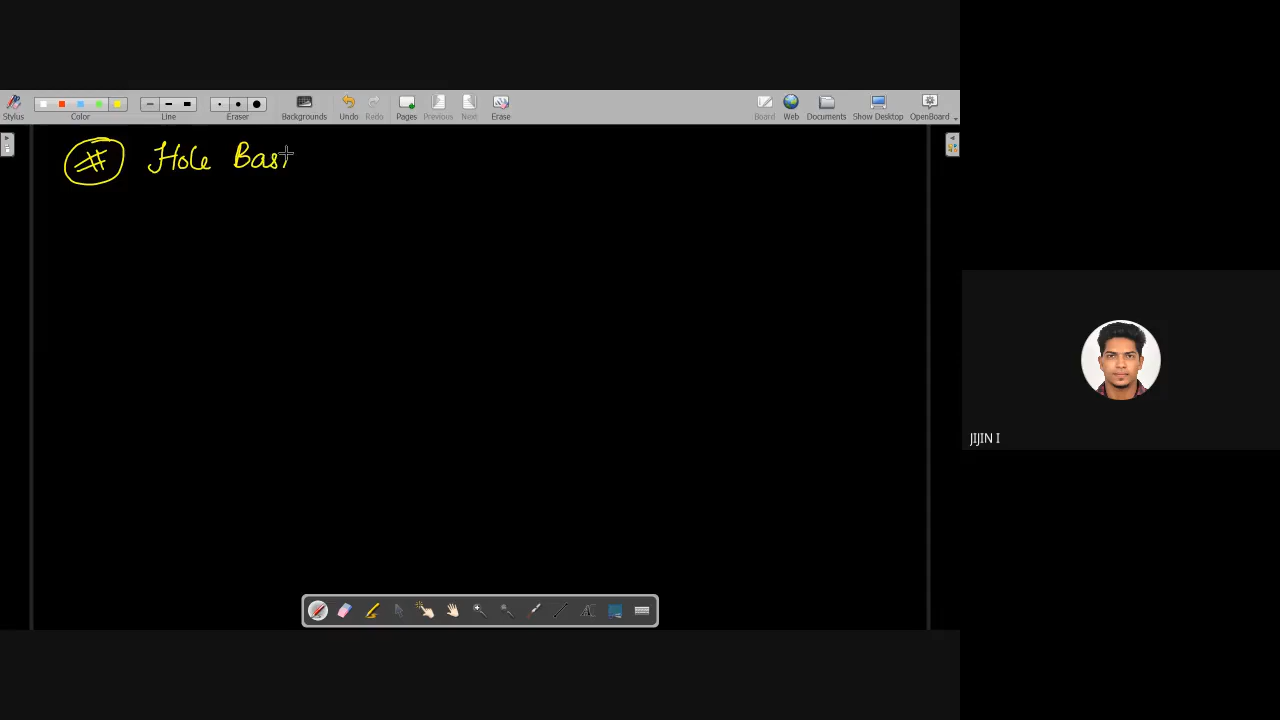 Stylus
Color
Line
Eraser
Backgrounds
Undo
Redo
Pages
Previous
Next
Erase
Board
Web
Documents
Show Desktop
OpenBoard
# Hole Basi
JIJIN I